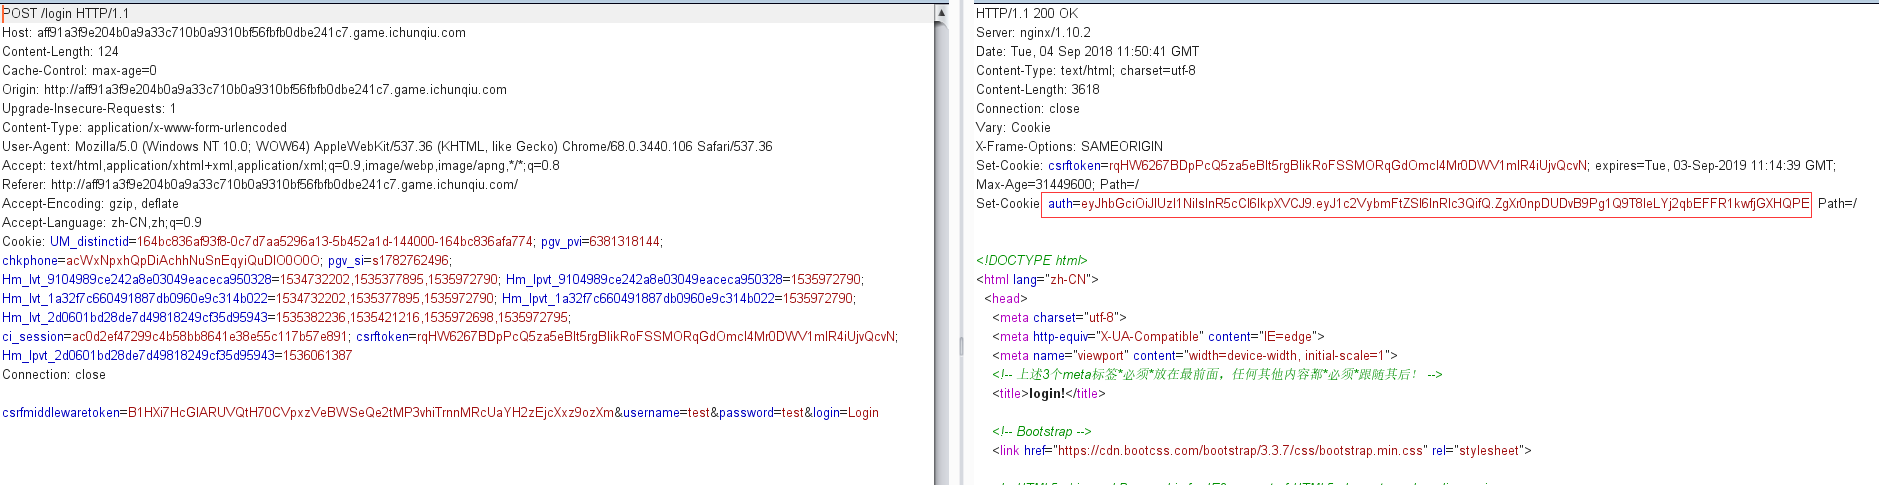 POST /login HTTP/1.1
Host: aff91a3f9e204b0a9a33c710b0a9310bf56fbfb0dbe241c7.game.ichunqiu.com
Content-Length: 124
Cache-Control: max-age=0
Origin: http://aff91a3f9e204b0a9a33c710b0a9310bf56fbfb0dbe241c7.game.ichunqiu.com
Upgrade-Insecure-Requests: 1
Content-Type: application/x-www-form-urlencoded
User-Agent: Mozilla/5.0 (Windows NT 10.0; WOW64) AppleWebKit/537.36 (KHTML, like Gecko) Chrome/68.0.3440.106 Safari/537.36
Accept: text/html,application/xhtml+xml,application/xml;q=0.9,image/webp,image/apng,*/*;q=0.8
Referer: http://aff91a3f9e204b0a9a33c710b0a9310bf56fbfb0dbe241c7.game.ichunqiu.com/
Accept-Encoding: gzip, deflate
Accept-Language: zh-CN,zh;q=0.9
Cookie: UM_distinctid=164bc836af93f8-0c7d7aa5296a13-5b452a1d-144000-164bc836afa774; pgv_pvi=6381318144;
chkphone=acWxNpxhQpDiAchhNuSnEqyiQuDIO0O0O; pgv_si=s1782762496;
Hm_lvt_9104989ce242a8e03049eaceca950328=1534732202,1535377895,1535972790; Hm_lpvt_9104989ce242a8e03049eaceca950328=1535972790;
Hm_lvt_1a32f7c660491887db0960e9c314b022=1534732202,1535377895,1535972790; Hm_lpvt_1a32f7c660491887db0960e9c314b022=1535972790;
Hm_lvt_2d0601bd28de7d49818249cf35d95943=1535382236,1535421216,1535972698,1535972795;
ci_session=ac0d2ef47299c4b58bb8641e38e55c117b57e891; csrftoken=rqHW6267BDpPcQ5za5eBIt5rgBIikRoFSSMORqGdOmcI4Mr0DWV1mIR4iUjvQcvN;
Hm_lpvt_2d0601bd28de7d49818249cf35d95943=1536061387
Connection: close
csrfmiddlewaretoken=B1HXi7HcGIARUVQtH70CVpxzVeBWSeQe2tMP3vhiTrnnMRcUaYH2zEjcXxz9ozXm&username=test&password=test&login=Login
HTTP/1.1 200 OK
Server: nginx/1.10.2
Date: Tue, 04 Sep 2018 11:50:41 GMT
Content-Type: text/html; charset=utf-8
Content-Length: 3618
Connection: close
Vary: Cookie
X-Frame-Options: SAMEORIGIN
Set-Cookie: csrftoken=rqHW6267BDpPcQ5za5eBIt5rgBIikRoFSSMORqGdOmcI4Mr0DWV1mIR4iUjvQcvN; expires=Tue, 03-Sep-2019 11:14:39 GMT;
Max-Age=31449600; Path=/
Set-Cookie: auth=eyJhbGciOiJIUzI1NiIsInR5cCI6IkpXVCJ9.eyJ1c2VybmFtZSI6InRlc3QifQ.ZgXr0npDUDvB9Pg1Q9T8IeLYj2qbEFFR1kwfjGXHQPE Path=/
<!DOCTYPE html>
<html lang="zh-CN">
<head>
<meta charset="utf-8">
<meta http-equiv="X-UA-Compatible" content="IE=edge">
<meta name="viewport" content="width=device-width, initial-scale=1">
<!-- 上述3个meta标签*必须*放在最前面，任何其他内容都*必须*跟随其后！ -->
<title>login!</title>
<!-- Bootstrap -->
<link href="https://cdn.bootcss.com/bootstrap/3.3.7/css/bootstrap.min.css" rel="stylesheet">